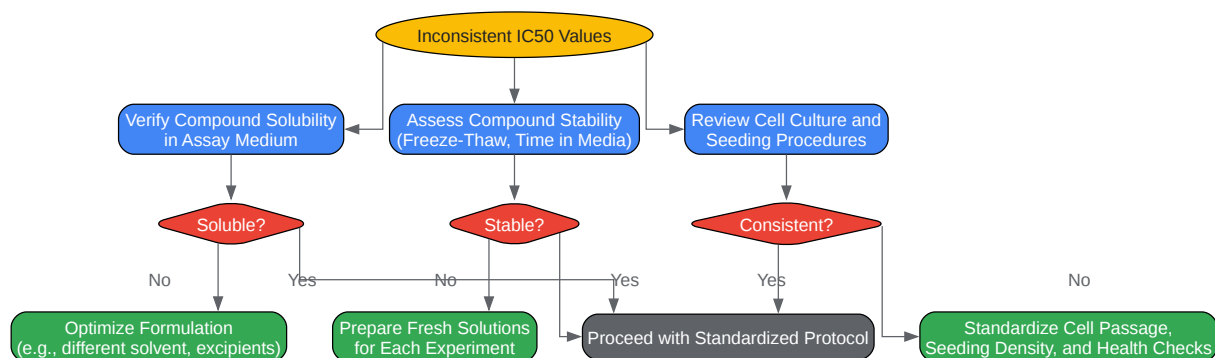 Inconsistent IC50 Values
Verify Compound Solubility
in Assay Medium
Assess Compound Stability
(Freeze-Thaw, Time in Media)
Review Cell Culture and
Seeding Procedures
Soluble?
Stable?
Consistent?
No
Yes
No
Yes
Yes
No
Optimize Formulation
(e.g., different solvent, excipients)
Prepare Fresh Solutions
for Each Experiment
Proceed with Standardized Protocol
Standardize Cell Passage,
Seeding Density, and Health Checks